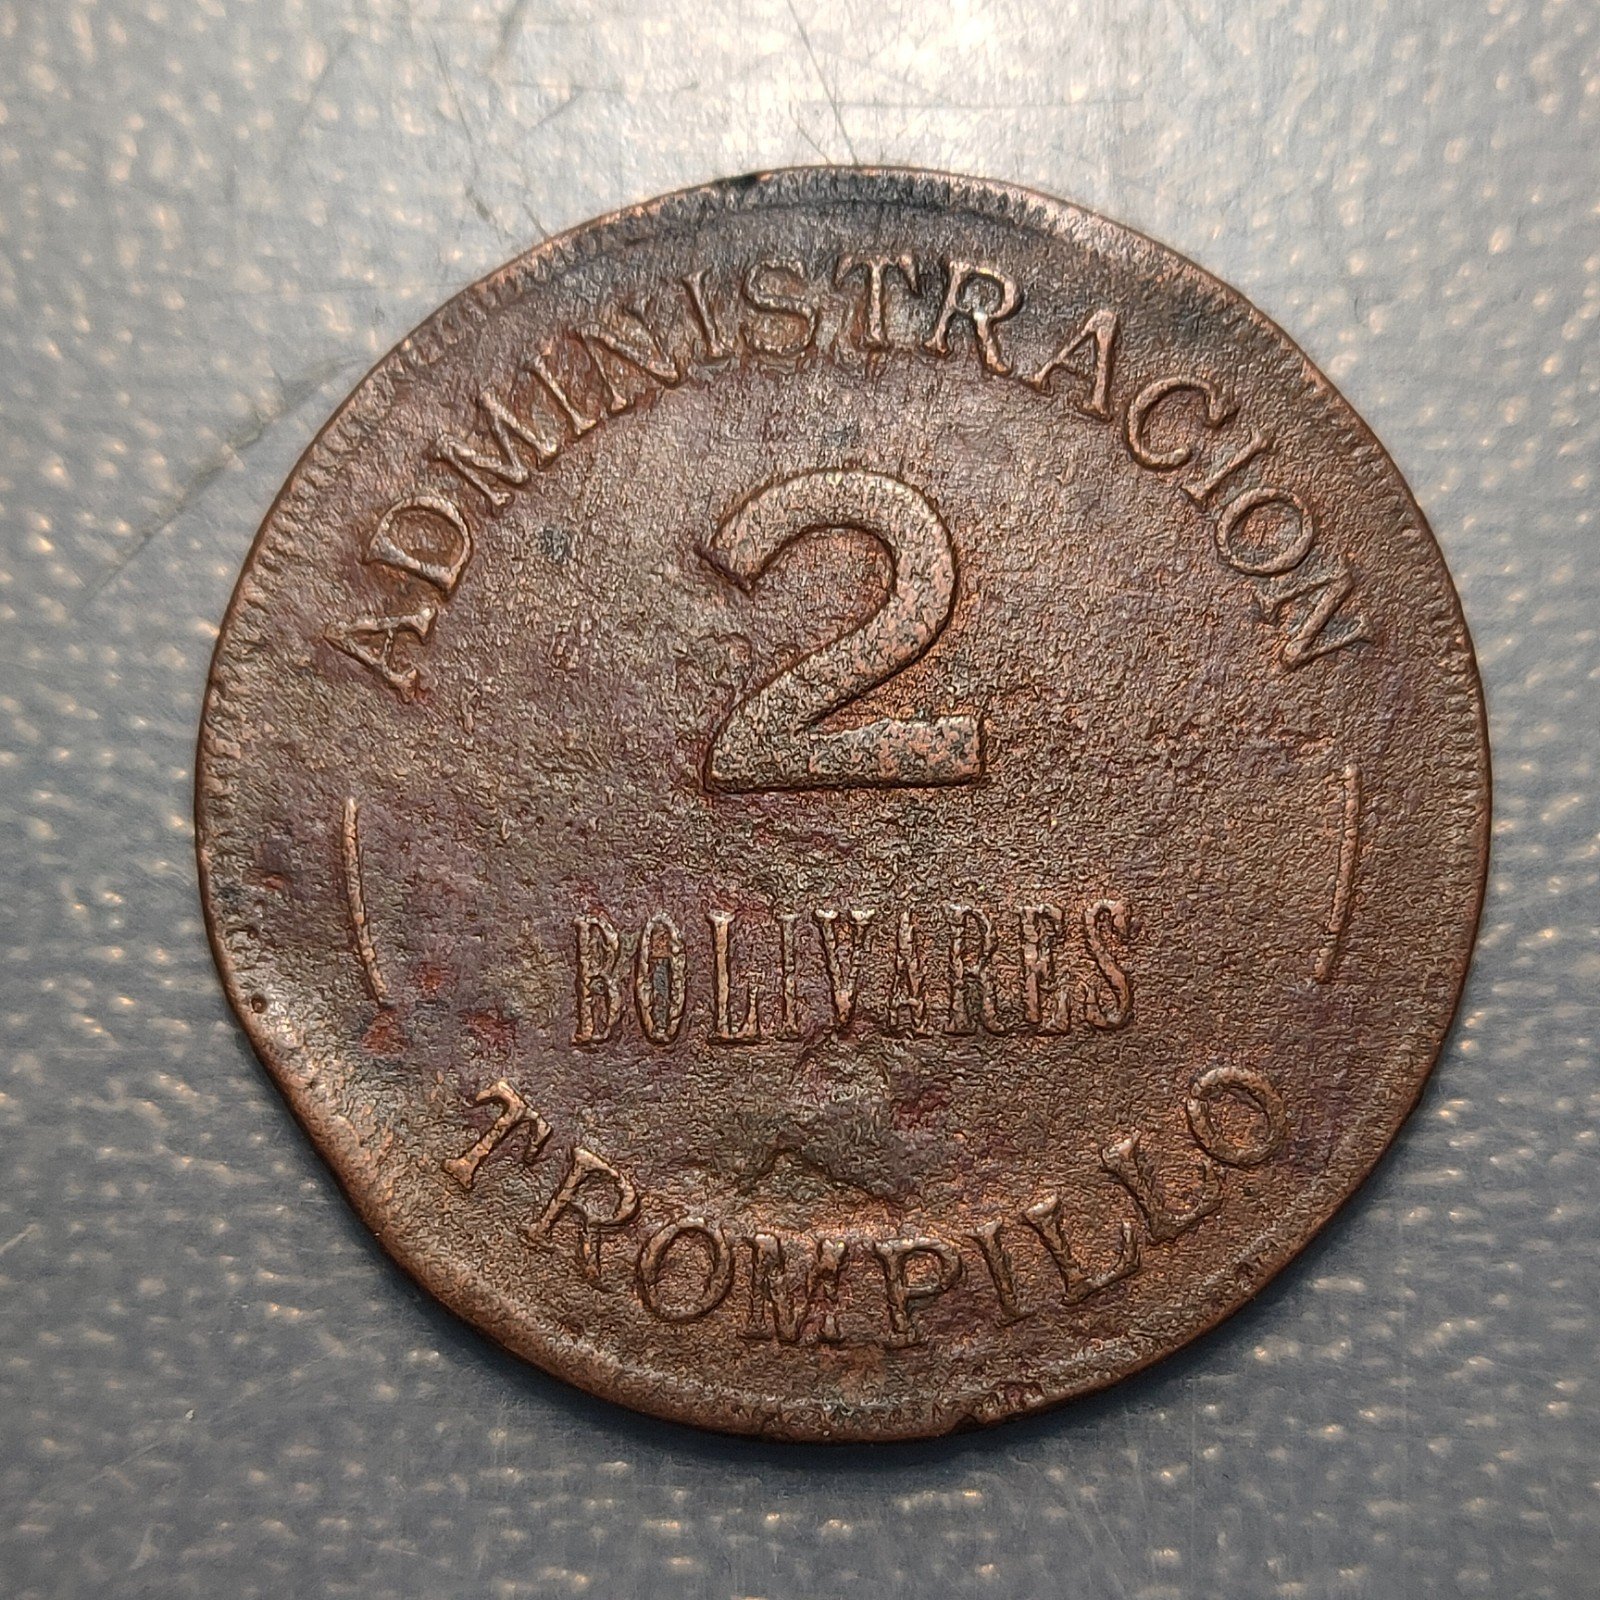 ADMINISTRACION
2
BOLIVARES
TROMPILLO